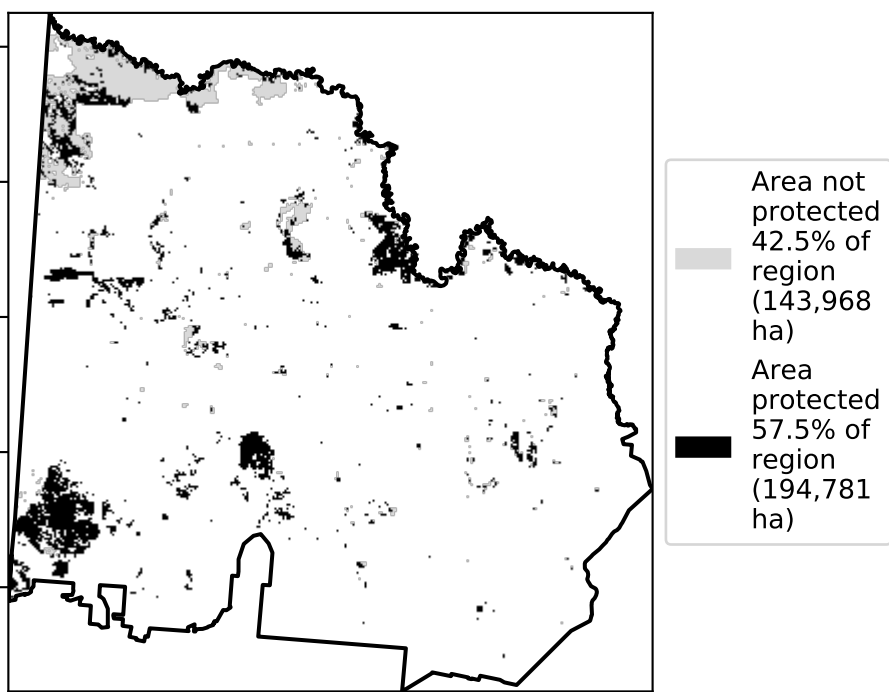 Area not
protected
42.5% of
region
(143,968
ha)
Area
protected
57.5% of
region
(194,781
ha)